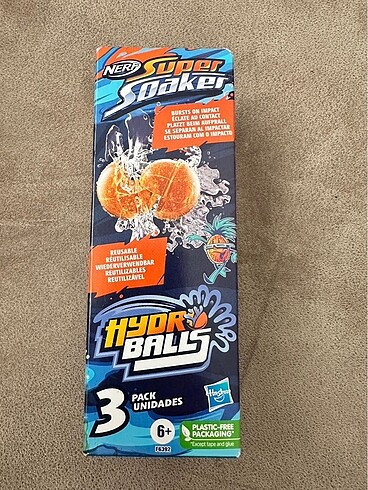 NERF
SUPER
SOAKER
BURSTS ON IMPACT
ÉCLATE AU CONTACT
PLATZT BEIM AUFPRALL
SE SEPARAN AL IMPACTAR
ESTOURAM COM O IMPACTO
REUSABLE
RÉUTILISABLE
WIEDERVERWENDBAR
REUTILIZABLES
REUTILIZÁVEL
HYDRO
BALLS
3 PACK
UNIDADES
Hasbro
6+
F6392
PLASTIC-FREE
PACKAGING*
*Except tape and glue